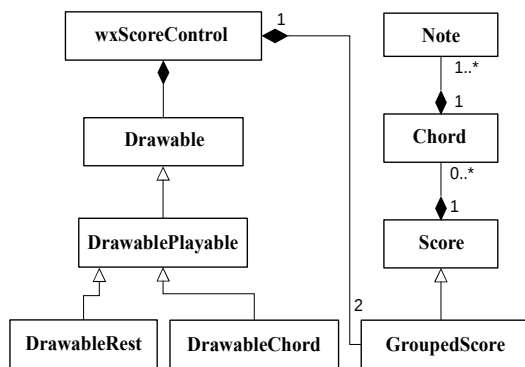 wxScoreControl
1
Note
1..*
1
Drawable
Chord
0..*
1
DrawablePlayable
Score
2
DrawableRest
DrawableChord
GroupedScore